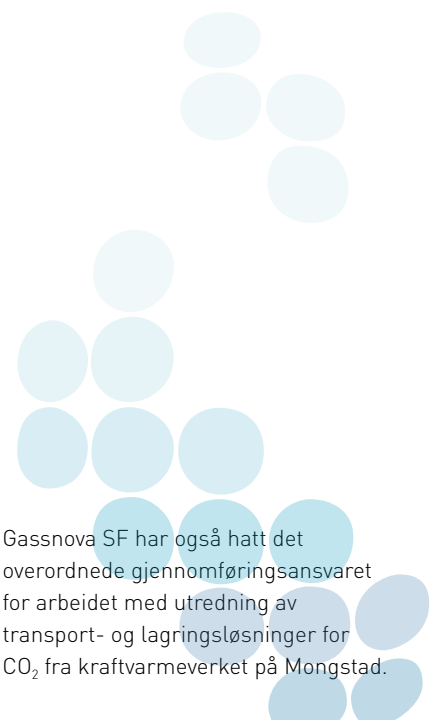 Gassnova SF har også hatt det
overordnede gjennomføringsansvaret
for arbeidet med utredning av
transport- og lagringsløsninger for
CO₂ fra kraftvarmeverket på Mongstad.